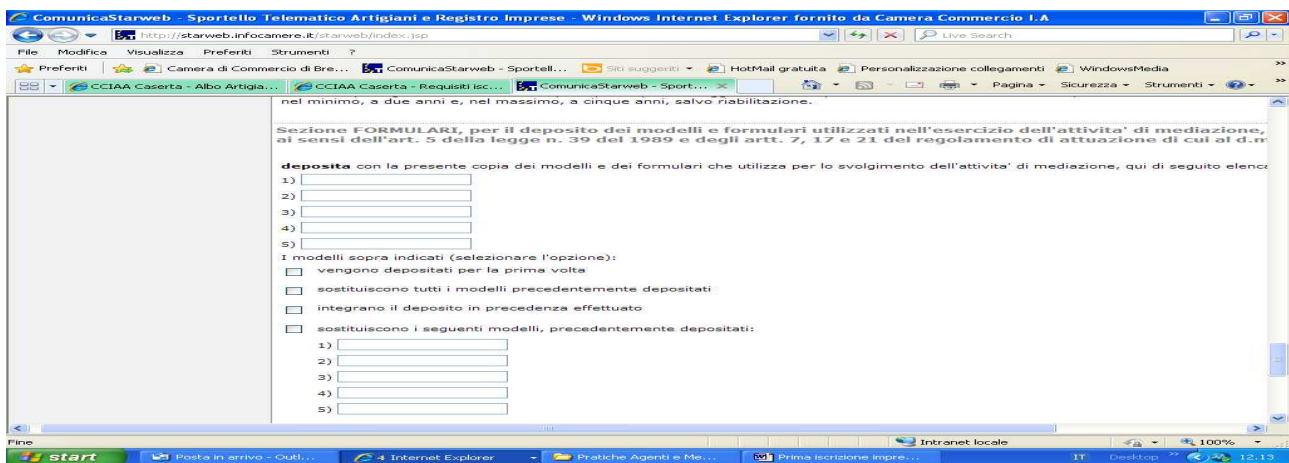 ComunicaStarweb - Sportello Telematico Artigiani e Registro Imprese - Windows Internet Explorer fornito da Camera Commercio I.A
http://starweb.infocamere.it/starweb/index.jsp
Live Search
File Modifica Visualizza Preferiti Strumenti ?
Preferiti Camera di Commercio di Bre... ComunicaStarweb - Sportell... Siti suggeriti HotMail gratuita Personalizzazione collegamenti WindowsMedia
CCIAA Caserta - Albo Artigia... CCIAA Caserta - Requisiti isc... ComunicaStarweb - Sport... Pagina Sicurezza Strumenti
nel minimo, a due anni e, nel massimo, a cinque anni, salvo riabilitazione.
Sezione FORMULARI, per il deposito dei modelli e formulari utilizzati nell'esercizio dell'attivita' di mediazione,
ai sensi dell'art. 5 della legge n. 39 del 1989 e degli artt. 7, 17 e 21 del regolamento di attuazione di cui al d.m
deposita con la presente copia dei modelli e dei formulari che utilizza per lo svolgimento dell'attivita' di mediazione, qui di seguito elenca
1)
2)
3)
4)
5)
I modelli sopra indicati (selezionare l'opzione):
vengono depositati per la prima volta
sostituiscono tutti i modelli precedentemente depositati
integrano il deposito in precedenza effettuato
sostituiscono i seguenti modelli, precedentemente depositati:
1)
2)
3)
4)
5)
Fine Intranet locale 100%
start Posta in arrivo - Outl... 4 Internet Explorer Pratiche Agenti e Me... Prima iscrizione impre... IT Desktop 12.13